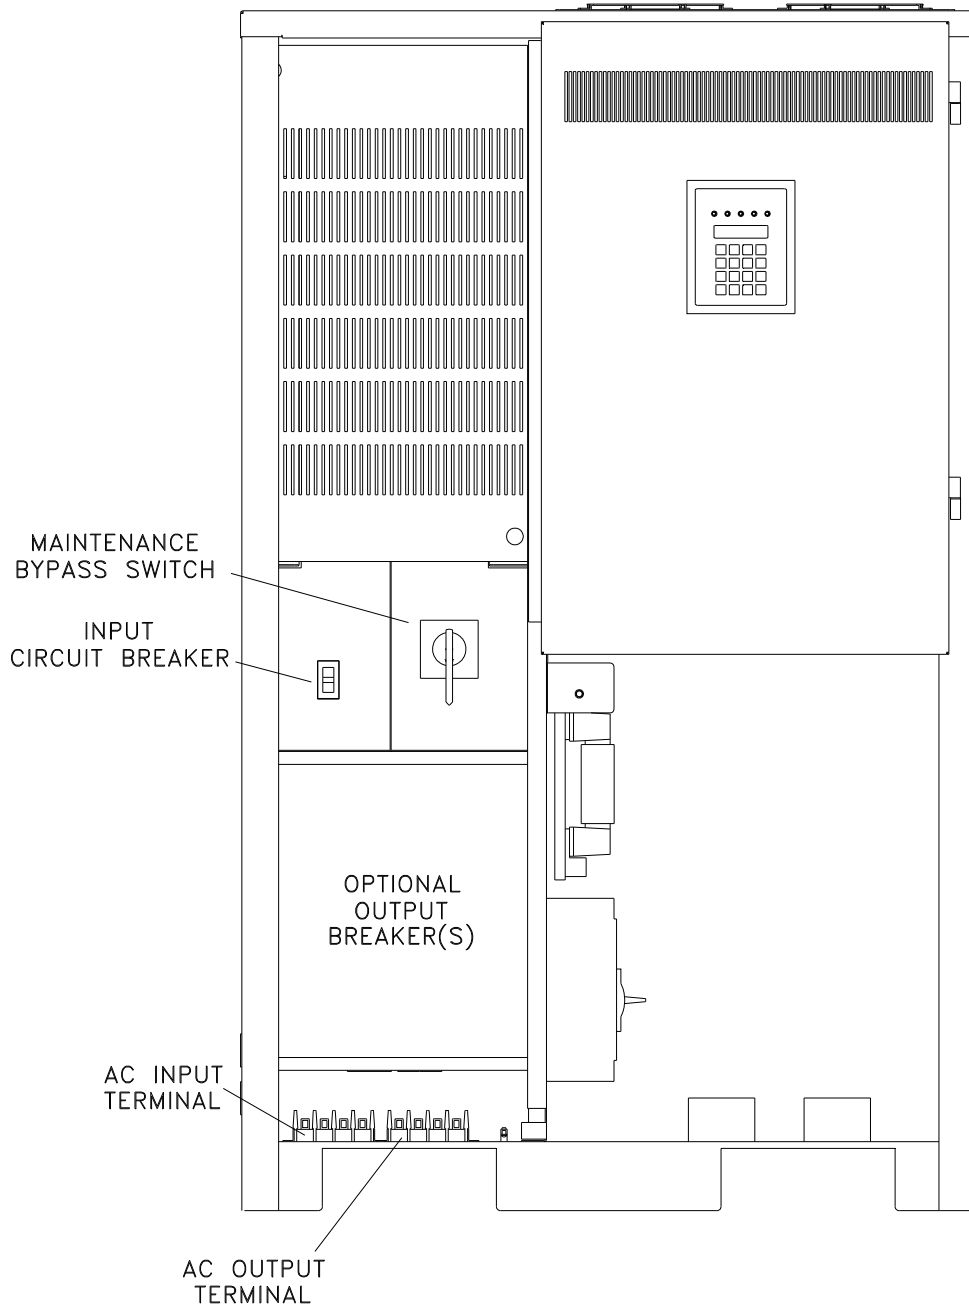 MAINTENANCE
BYPASS SWITCH
INPUT
CIRCUIT BREAKER
OPTIONAL
OUTPUT
BREAKER(S)
AC INPUT
TERMINAL
AC OUTPUT
TERMINAL